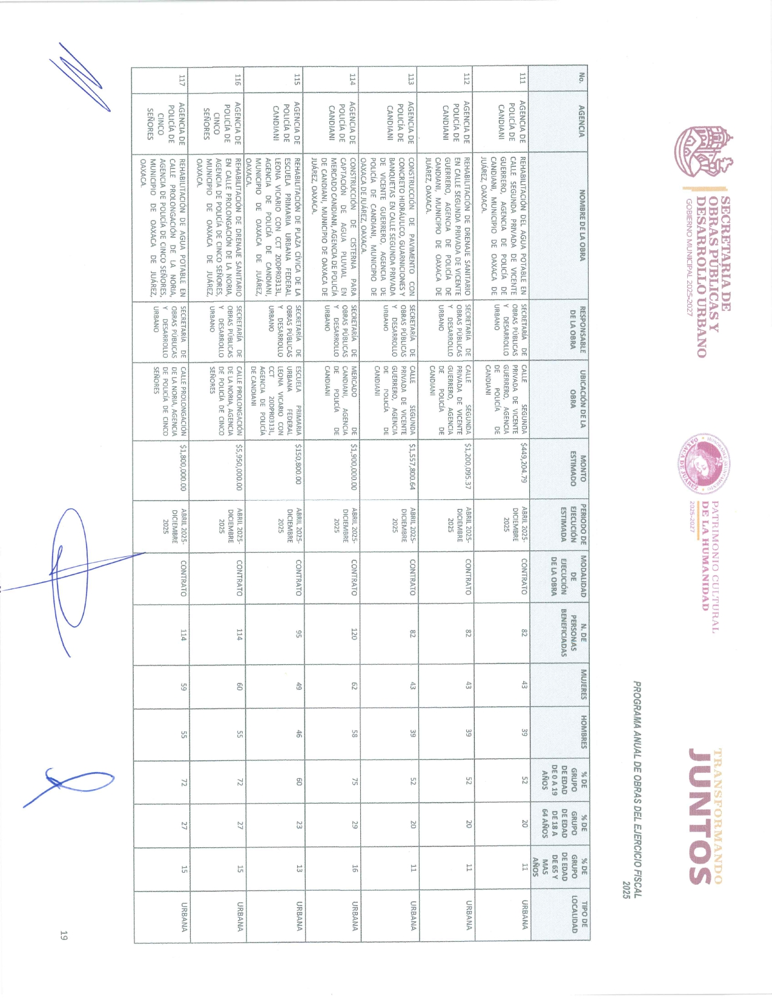 SECRETARÍA DE
OBRAS PÚBLICAS Y
DESARROLLO URBANO
GOBIERNO MUNICIPAL 2025-2027
HONORABLE AYUNTAMIENTO
OAXACA DE JUÁREZ
PATRIMONIO CULTURAL
DE LA HUMANIDAD
2025-2027
TRANSFORMANDO
JUNTOS
PROGRAMA ANUAL DE OBRAS DEL EJERCICIO FISCAL
2025
No.
AGENCIA
NOMBRE DE LA OBRA
RESPONSABLE
DE LA OBRA
UBICACIÓN DE LA
OBRA
MONTO
ESTIMADO
PERIODO DE
EJECUCIÓN
ESTIMADA
MODALIDAD
DE
EJECUCIÓN
DE LA OBRA
N. DE
PERSONAS
BENEFICIADAS
MUJERES
HOMBRES
% DE
GRUPO
DE EDAD
DE 0 A 19
AÑOS
% DE
GRUPO
DE EDAD
DE 18 A
64 AÑOS
% DE
GRUPO
DE EDAD
DE 65 Y
MAS
AÑOS
TIPO DE
LOCALIDAD
111
AGENCIA DE
POLICÍA DE
CANDIANI
REHABILITACIÓN DEL AGUA POTABLE EN
CALLE SEGUNDA PRIVADA DE VICENTE
GUERRERO, AGENCIA DE POLICÍA DE
CANDIANI, MUNICIPIO DE OAXACA DE
JUÁREZ, OAXACA.
SECRETARÍA DE
OBRAS PÚBLICAS
Y DESARROLLO
URBANO
CALLE SEGUNDA
PRIVADA DE VICENTE
GUERRERO, AGENCIA
DE POLICÍA DE
CANDIANI
$449,204.79
ABRIL 2025-
DICIEMBRE
2025
CONTRATO
82
43
39
52
20
11
URBANA
112
AGENCIA DE
POLICÍA DE
CANDIANI
REHABILITACIÓN DE DRENAJE SANITARIO
EN CALLE SEGUNDA PRIVADA DE VICENTE
GUERRERO, AGENCIA DE POLICÍA DE
CANDIANI, MUNICIPIO DE OAXACA DE
JUÁREZ, OAXACA.
SECRETARÍA DE
OBRAS PÚBLICAS
Y DESARROLLO
URBANO
CALLE SEGUNDA
PRIVADA DE VICENTE
GUERRERO, AGENCIA
DE POLICÍA DE
CANDIANI
$1,200,095.37
ABRIL 2025-
DICIEMBRE
2025
CONTRATO
82
43
39
52
20
11
URBANA
113
AGENCIA DE
POLICÍA DE
CANDIANI
CONSTRUCCIÓN DE PAVIMENTO CON
CONCRETO HIDRÁULICO, GUARNICIONES Y
BANQUETAS EN CALLE SEGUNDA PRIVADA
DE VICENTE GUERRERO, AGENCIA DE
POLICÍA DE CANDIANI, MUNICIPIO DE
OAXACA DE JUÁREZ, OAXACA.
SECRETARÍA DE
OBRAS PÚBLICAS
Y DESARROLLO
URBANO
CALLE SEGUNDA
PRIVADA DE VICENTE
GUERRERO, AGENCIA
DE POLICÍA DE
CANDIANI
$1,557,800.64
ABRIL 2025-
DICIEMBRE
2025
CONTRATO
82
43
39
52
20
11
URBANA
114
AGENCIA DE
POLICÍA DE
CANDIANI
CONSTRUCCIÓN DE CISTERNA PARA
CAPTACIÓN DE AGUA PLUVIAL EN
MERCADO CANDIANI, AGENCIA DE POLICÍA
DE CANDIANI, MUNICIPIO DE OAXACA DE
JUÁREZ, OAXACA.
SECRETARÍA DE
OBRAS PÚBLICAS
Y DESARROLLO
URBANO
MERCADO DE
CANDIANI, AGENCIA
DE POLICÍA DE
CANDIANI
$1,900,000.00
ABRIL 2025-
DICIEMBRE
2025
CONTRATO
120
62
58
75
29
16
URBANA
115
AGENCIA DE
POLICÍA DE
CANDIANI
REHABILITACIÓN DE PLAZA CÍVICA DE LA
ESCUELA PRIMARIA URBANA FEDERAL
LEONA VICARIO CON CCT 20DPR0313L,
AGENCIA DE POLICÍA DE CANDIANI,
MUNICIPIO DE OAXACA DE JUÁREZ,
OAXACA.
SECRETARÍA DE
OBRAS PÚBLICAS
Y DESARROLLO
URBANO
ESCUELA PRIMARIA
URBANA FEDERAL
LEONA VICARIO CON
CCT 20DPR0313L,
AGENCIA DE POLICÍA
DE CANDIANI
$150,800.00
ABRIL 2025-
DICIEMBRE
2025
CONTRATO
95
49
46
60
23
13
URBANA
116
AGENCIA DE
POLICÍA DE
CINCO
SEÑORES
REHABILITACIÓN DE DRENAJE SANITARIO
EN CALLE PROLONGACIÓN DE LA NORIA,
AGENCIA DE POLICÍA DE CINCO SEÑORES,
MUNICIPIO DE OAXACA DE JUÁREZ,
OAXACA.
SECRETARÍA DE
OBRAS PÚBLICAS
Y DESARROLLO
URBANO
CALLE PROLONGACIÓN
DE LA NORIA, AGENCIA
DE POLICÍA DE CINCO
SEÑORES
$5,950,000.00
ABRIL 2025-
DICIEMBRE
2025
CONTRATO
114
60
55
72
27
15
URBANA
117
AGENCIA DE
POLICÍA DE
CINCO
SEÑORES
REHABILITACIÓN DE AGUA POTABLE EN
CALLE PROLONGACIÓN DE LA NORIA,
AGENCIA DE POLICÍA DE CINCO SEÑORES,
MUNICIPIO DE OAXACA DE JUÁREZ,
OAXACA.
SECRETARÍA DE
OBRAS PÚBLICAS
Y DESARROLLO
URBANO
CALLE PROLONGACIÓN
DE LA NORIA, AGENCIA
DE POLICÍA DE CINCO
SEÑORES
$1,800,000.00
ABRIL 2025-
DICIEMBRE
2025
CONTRATO
114
59
55
72
27
15
URBANA
19